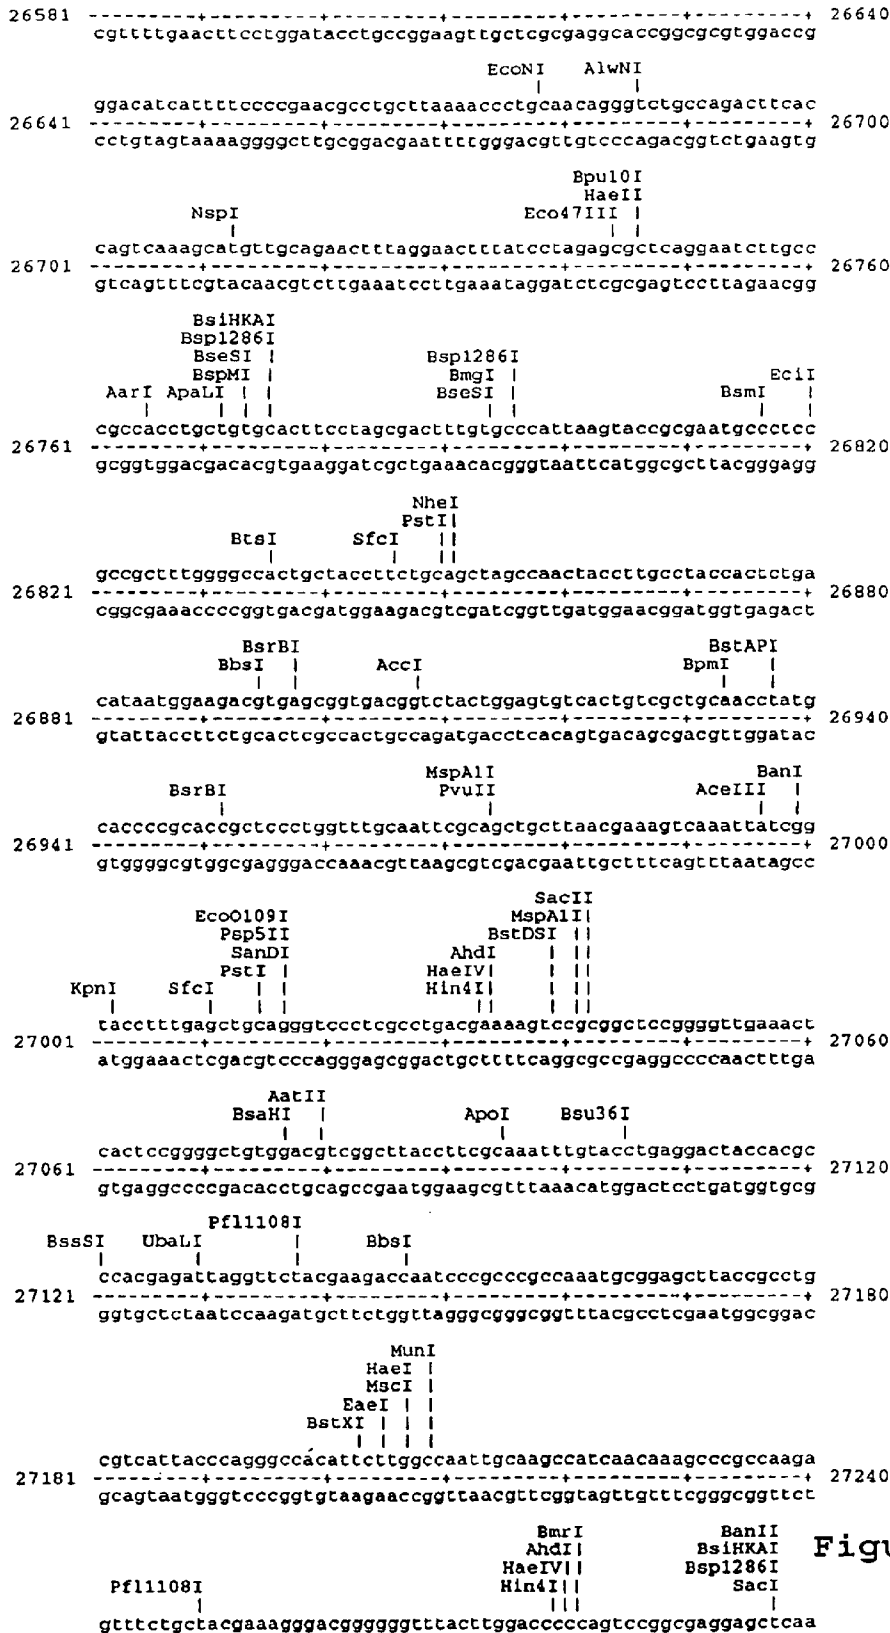 26581 ---------+---------+---------+---------+---------+---------+ 26640
cgttttgaacttcctggatacctgccggaagttgctcgcgaggcaccggcgcgtggaccg
EcoNI AlwNI
ggacatcattttccccgaacgcctgcttaaaaccctgcaacagggtctgccagacttcac
26641 ---------+---------+---------+---------+---------+---------+ 26700
cctgtagtaaaaggggcttgcggacgaattttgggacgttgtcccagacggtctgaagtg
Bpu10I
HaeII
NspI Eco47III
cagtcaaagcatgttgcagaactttaggaactttatcctagagcgctcaggaatcttgcc
26701 ---------+---------+---------+---------+---------+---------+ 26760
gtcagtttcgtacaacgtcttgaaatccttgaaataggatctcgcgagtccttagaacgg
BsiHKAI
Bsp1286I
BseSI Bsp1286I
BspMI BmgI
AarI ApaLI BseSI BsmI EciI
cgccacctgctgtgcacttcctagcgactttgtgcccattaagtaccgcgaatgccctcc
26761 ---------+---------+---------+---------+---------+---------+ 26820
gcggtggacgacacgtgaaggatcgctgaaacacgggtaattcatggcgcttacgggagg
NheI
PstI
BtsI SfcI
gccgctttggggccactgctaccttctgcagctagccaactaccttgcctaccactctga
26821 ---------+---------+---------+---------+---------+---------+ 26880
cggcgaaaccccggtgacgatggaagacgtcgatcggttgatggaacggatggtgagact
BsrBI BstAPI
BbsI AccI BpmI
cataatggaagacgtgagcggtgacggtctactggagtgtcactgtcgctgcaacctatg
26881 ---------+---------+---------+---------+---------+---------+ 26940
gtattaccttctgcactcgccactgccagatgacctcacagtgacagcgacgttggatac
MspA1I BanI
BsrBI PvuII AceIII
caccccgcaccgctccctggtttgcaattcgcagctgcttaacgaaagtcaaattatcgg
26941 ---------+---------+---------+---------+---------+---------+ 27000
gtggggcgtggcgagggaccaaacgttaagcgtcgacgaattgctttcagtttaatagcc
SacII
EcoO109I MspA1I
Psp5II BstDSI
SanDI AhdI
PstI HaeIV
KpnI SfcI Hin4I
tacctttgagctgcagggtccctcgcctgacgaaaagtccgcggctccggggttgaaact
27001 ---------+---------+---------+---------+---------+---------+ 27060
atggaaactcgacgtcccagggagcggactgcttttcaggcgccgaggccccaactttga
AatII
BsaHI ApoI Bsu36I
cactccggggctgtggacgtcggcttaccttcgcaaatttgtacctgaggactaccacgc
27061 ---------+---------+---------+---------+---------+---------+ 27120
gtgaggccccgacacctgcagccgaatggaagcgtttaaacatggactcctgatggtgcg
Pfl1108I
BssSI UbaLI BbsI
ccacgagattaggttctacgaagaccaatcccgcccgccaaatgcggagcttaccgcctg
27121 ---------+---------+---------+---------+---------+---------+ 27180
ggtgctctaatccaagatgcttctggttagggcgggcggtttacgcctcgaatggcggac
MunI
HaeI
MscI
EaeI
BstXI
cgtcattacccagggccacattcttggccaattgcaagccatcaacaaagcccgccaaga
27181 ---------+---------+---------+---------+---------+---------+ 27240
gcagtaatgggtcccggtgtaagaaccggttaacgttcggtagttgtttcgggcggttct
BmrI BanII
AhdI BsiHKAI
HaeIV Bsp1286I
Pfl1108I Hin4I SacI
Figu
gtttctgctacgaaagggacggggggtttacttggacccccagtccggcgaggagctcaa